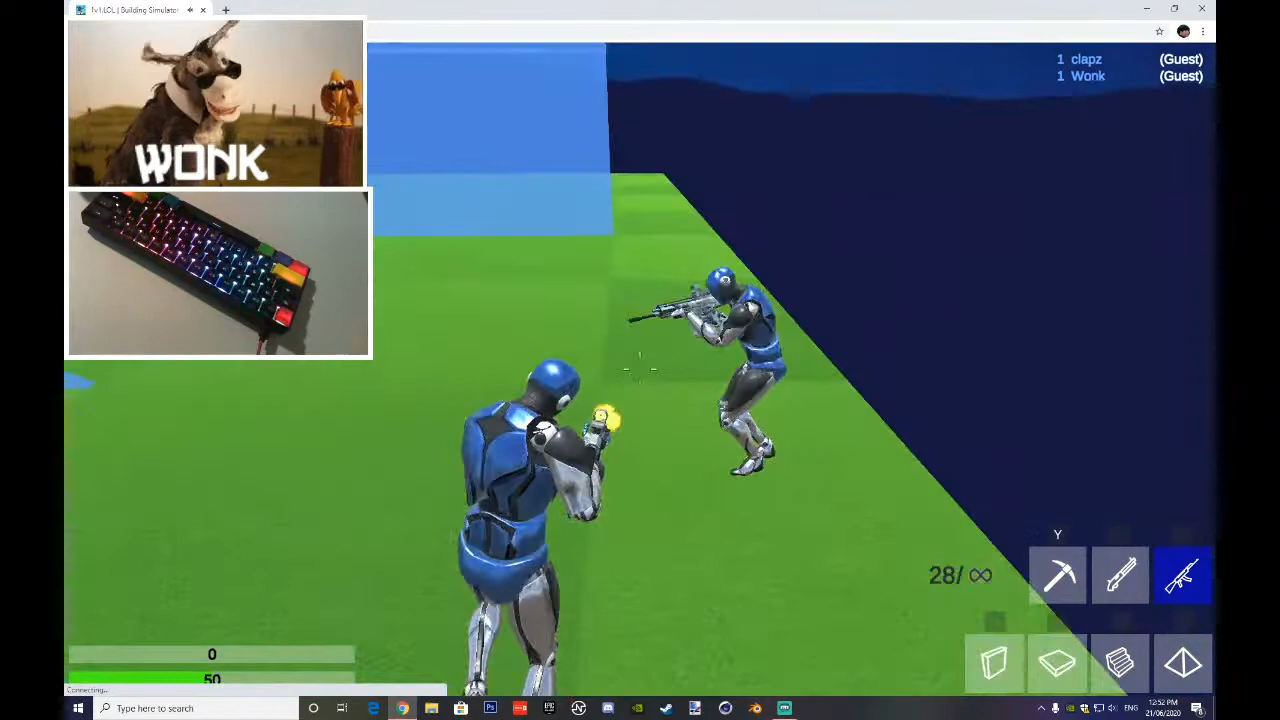 1v1.LOL | Building Simulator
WONK
1 clapz (Guest)
1 Wonk (Guest)
Y
28/∞
0
50
Connecting...
Type here to search
ENG
12:52 PM
21/06/2020